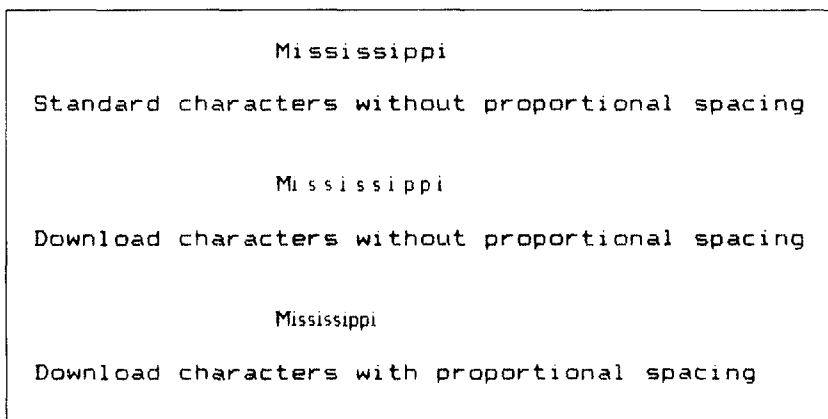 Mississippi
Standard characters without proportional spacing
Mississippi
Download characters without proportional spacing
Mississippi
Download characters with proportional spacing